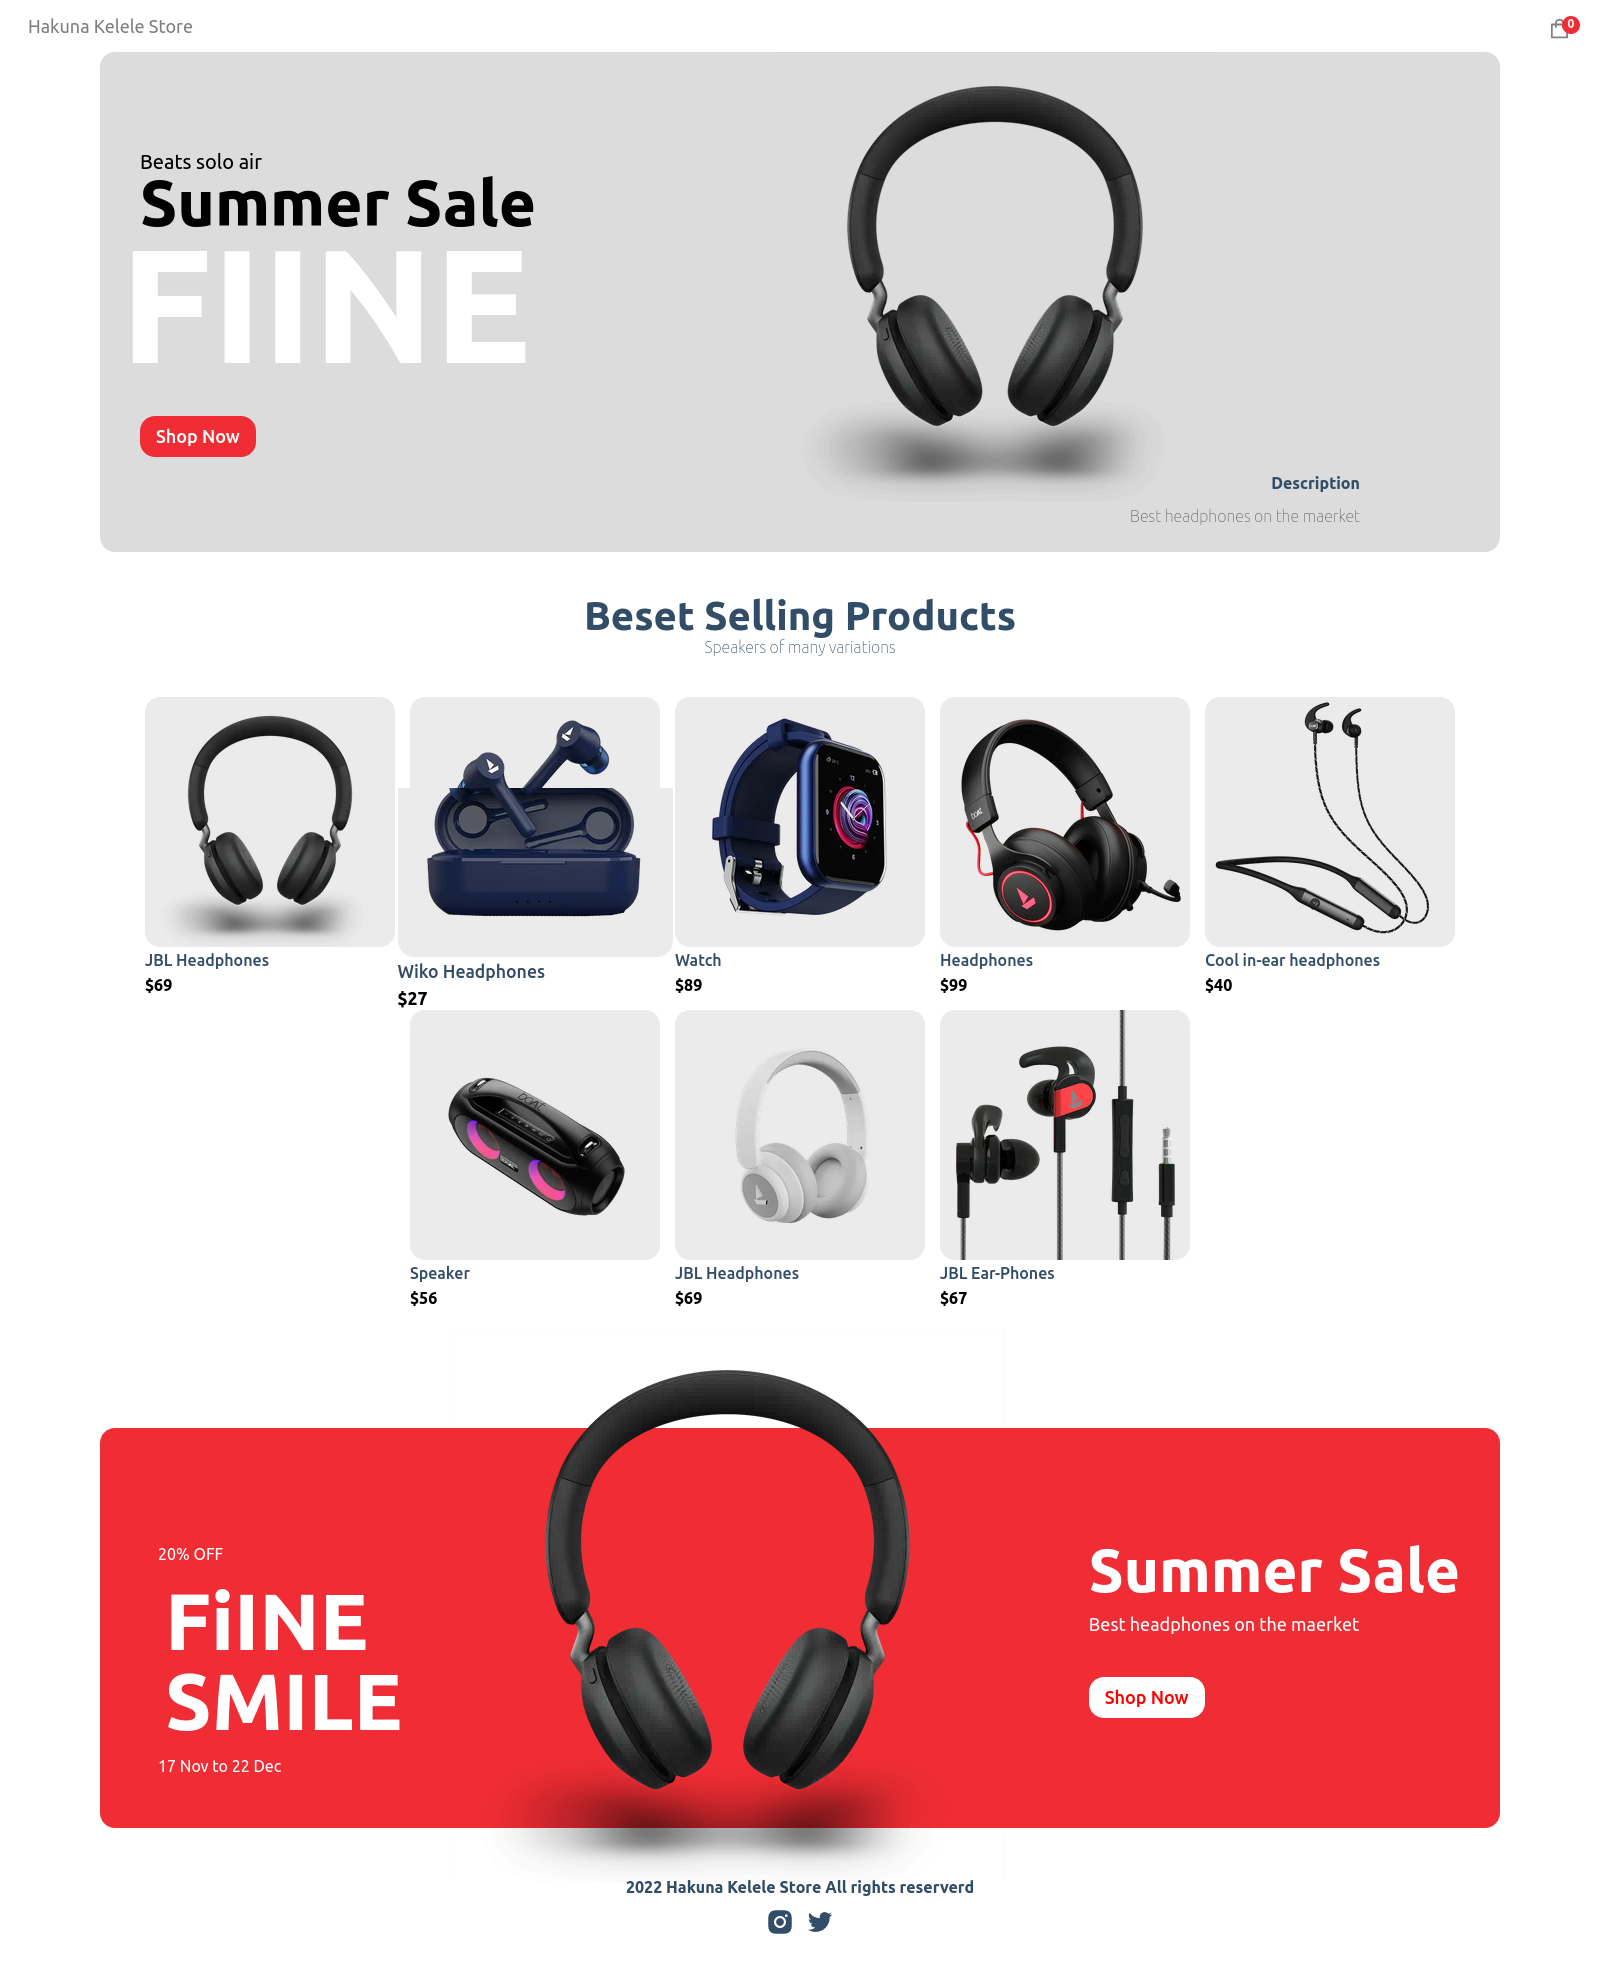 Hakuna Kelele Store
0
Beats solo air
Summer Sale
FIINE
Shop Now
Description
Best headphones on the maerket
Beset Selling Products
Speakers of many variations
JBL Headphones
$69
Wiko Headphones
$27
Watch
$89
Headphones
$99
Cool in-ear headphones
$40
Speaker
$56
JBL Headphones
$69
JBL Ear-Phones
$67
20% OFF
FiINE
SMILE
17 Nov to 22 Dec
Summer Sale
Best headphones on the maerket
Shop Now
2022 Hakuna Kelele Store All rights reserverd